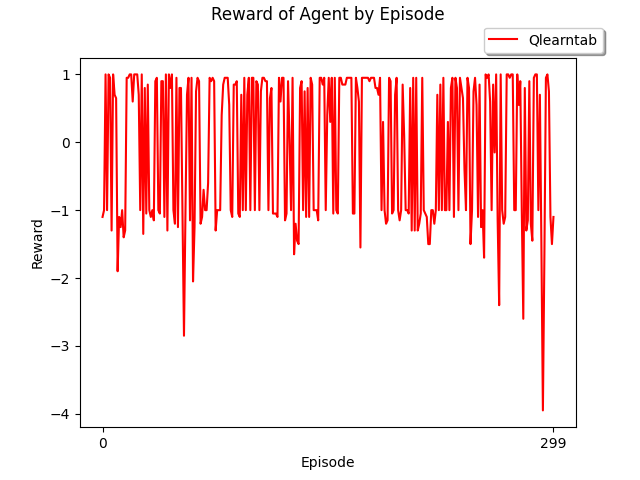 Reward of Agent by Episode
Qlearntab
1
0
−1
−2
−3
−4
Reward
0
299
Episode